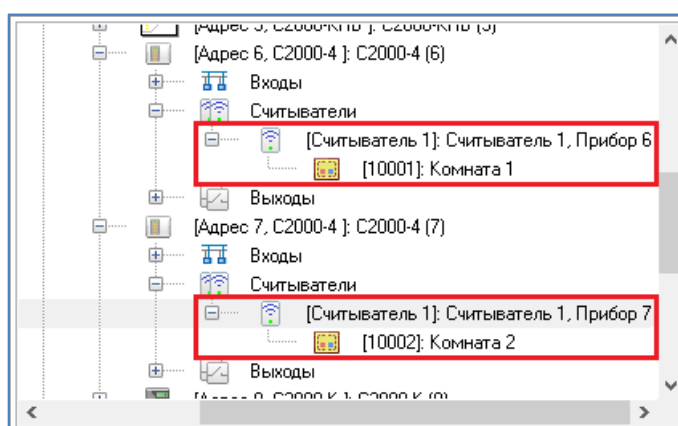 [Адрес 6, С2000-4 ]: С2000-4 (6)
Входы
Считыватели
[Считыватель 1]: Считыватель 1, Прибор 6
[10001]: Комната 1
Выходы
[Адрес 7, С2000-4 ]: С2000-4 (7)
Входы
Считыватели
[Считыватель 1]: Считыватель 1, Прибор 7
[10002]: Комната 2
Выходы